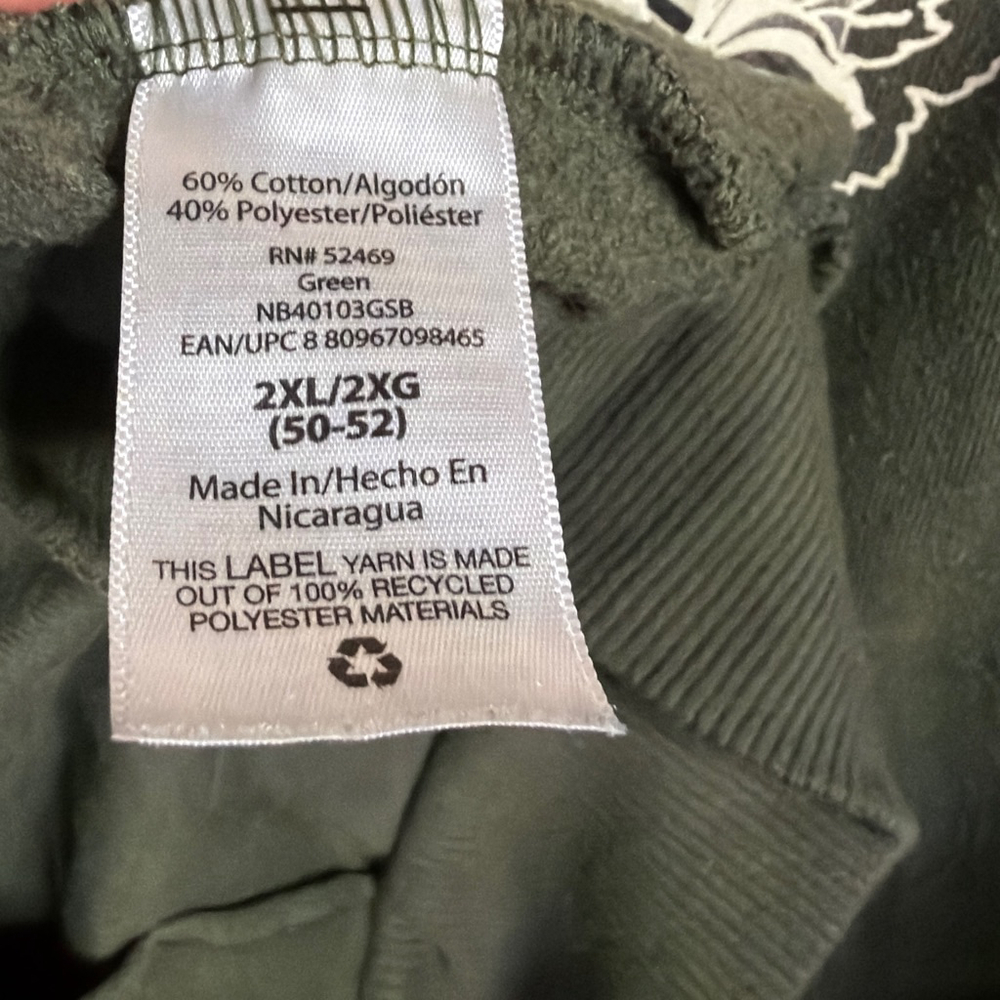 60% Cotton/Algodón
40% Polyester/Poliéster
RN# 52469
Green
NB40103GSB
EAN/UPC 8 80967098465
2XL/2XG
(50-52)
Made In/Hecho En
Nicaragua
THIS LABEL YARN IS MADE
OUT OF 100% RECYCLED
POLYESTER MATERIALS